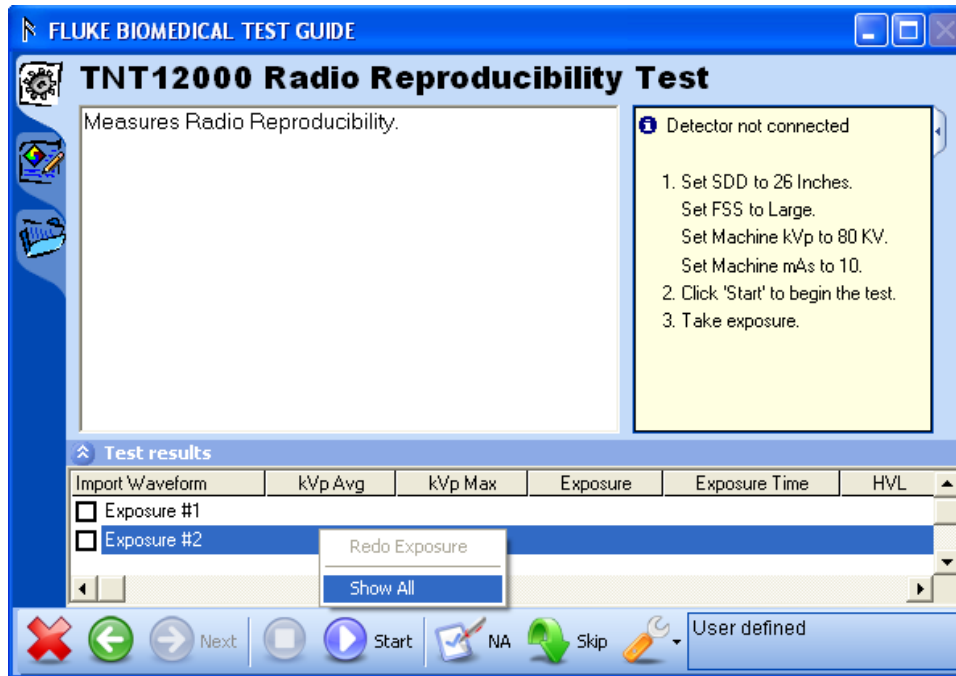 FLUKE BIOMEDICAL TEST GUIDE
TNT12000 Radio Reproducibility Test
Measures Radio Reproducibility.
Detector not connected
1. Set SDD to 26 Inches.
Set FSS to Large.
Set Machine kVp to 80 KV.
Set Machine mAs to 10.
2. Click 'Start' to begin the test.
3. Take exposure.
Test results
Import Waveform kVp Avg kVp Max Exposure Exposure Time HVL
Exposure #1
Exposure #2
Redo Exposure
Show All
Next Start NA Skip User defined